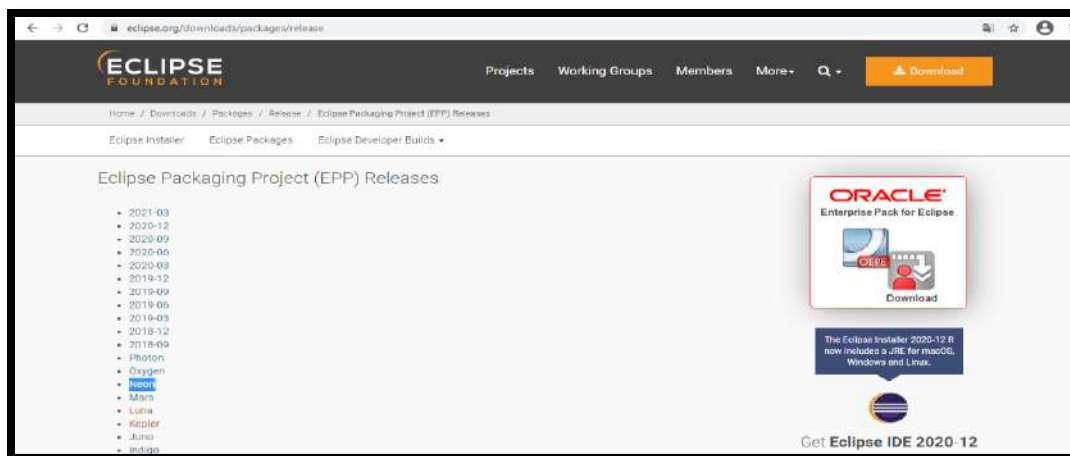 eclipse.org/downloads/packages/release
ECLIPSE
FOUNDATION
Projects Working Groups Members More Download
Home / Downloads / Packages / Release / Eclipse Packaging Project (EPP) Releases
Eclipse Installer Eclipse Packages Eclipse Developer Builds
Eclipse Packaging Project (EPP) Releases
2021-03
2020-12
2020-09
2020-06
2020-03
2019-12
2019-09
2019-06
2019-03
2018-12
2018-09
Photon
Oxygen
Neon
Mars
Luna
Kepler
Juno
Indigo
ORACLE
Enterprise Pack for Eclipse
OEPE
Download
The Eclipse Installer 2020-12 R
now includes a JRE for macOS,
Windows and Linux.
Get Eclipse IDE 2020-12